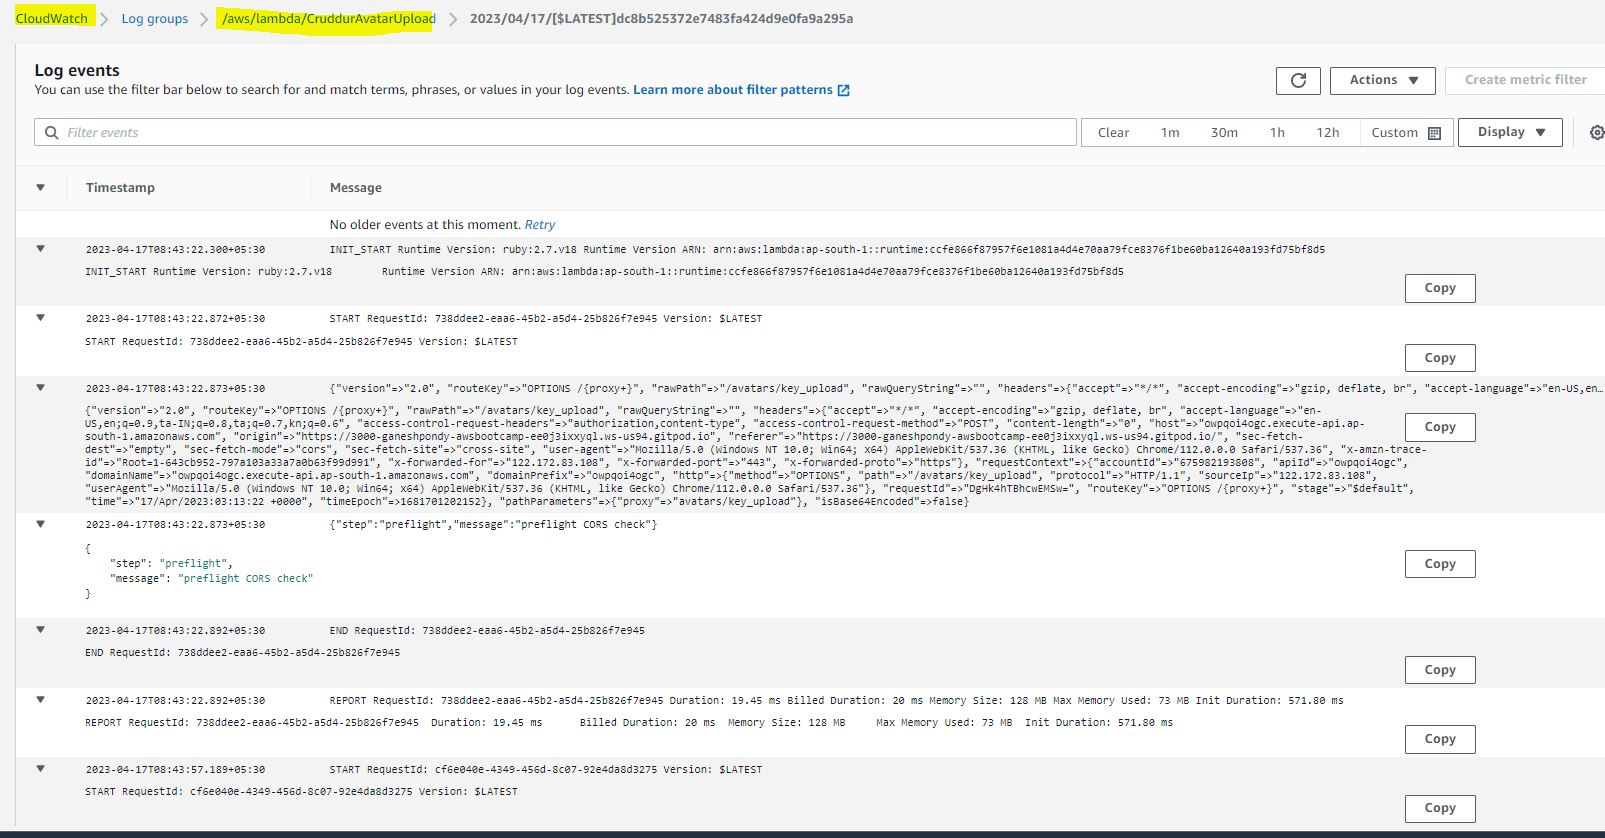 CloudWatch > Log groups > /aws/lambda/CruddurAvatarUpload > 2023/04/17/[$LATEST]dc8b525372e7483fa424d9e0fa9a295a
Log events
You can use the filter bar below to search for and match terms, phrases, or values in your log events. Learn more about filter patterns
Actions
Create metric filter
Filter events
Clear 1m 30m 1h 12h Custom
Display
Timestamp Message
No older events at this moment. Retry
2023-04-17T08:43:22.300+05:30 INIT_START Runtime Version: ruby:2.7.v18 Runtime Version ARN: arn:aws:lambda:ap-south-1::runtime:ccfe866f87957f6e1081a4d4e70aa79fce8376f1be60ba12640a193fd75bf8d5
INIT_START Runtime Version: ruby:2.7.v18 Runtime Version ARN: arn:aws:lambda:ap-south-1::runtime:ccfe866f87957f6e1081a4d4e70aa79fce8376f1be60ba12640a193fd75bf8d5
Copy
2023-04-17T08:43:22.872+05:30 START RequestId: 738ddee2-eaa6-45b2-a5d4-25b826f7e945 Version: $LATEST
START RequestId: 738ddee2-eaa6-45b2-a5d4-25b826f7e945 Version: $LATEST
Copy
2023-04-17T08:43:22.873+05:30 {"version"=>"2.0", "routeKey"=>"OPTIONS /{proxy+}", "rawPath"=>"/avatars/key_upload", "rawQueryString"=>"", "headers"=>{"accept"=>"*/*", "accept-encoding"=>"gzip, deflate, br", "accept-language"=>"en-US,en…
{"version"=>"2.0", "routeKey"=>"OPTIONS /{proxy+}", "rawPath"=>"/avatars/key_upload", "rawQueryString"=>"", "headers"=>{"accept"=>"*/*", "accept-encoding"=>"gzip, deflate, br", "accept-language"=>"en-
US,en;q=0.9,ta-IN;q=0.8,ta;q=0.7,kn;q=0.6", "access-control-request-headers"=>"authorization,content-type", "access-control-request-method"=>"POST", "content-length"=>"0", "host"=>"owpqoi4ogc.execute-api.ap-
south-1.amazonaws.com", "origin"=>"https://3000-ganeshpondy-awsbootcamp-ee0j3ixxyql.ws-us94.gitpod.io", "referer"=>"https://3000-ganeshpondy-awsbootcamp-ee0j3ixxyql.ws-us94.gitpod.io/", "sec-fetch-
dest"=>"empty", "sec-fetch-mode"=>"cors", "sec-fetch-site"=>"cross-site", "user-agent"=>"Mozilla/5.0 (Windows NT 10.0; Win64; x64) AppleWebKit/537.36 (KHTML, like Gecko) Chrome/112.0.0.0 Safari/537.36", "x-amzn-trace-
id"=>"Root=1-643cb952-797a103a33a7a0b63f99d991", "x-forwarded-for"=>"122.172.83.108", "x-forwarded-port"=>"443", "x-forwarded-proto"=>"https"}, "requestContext"=>{"accountId"=>"675982193808", "apiId"=>"owpqoi4ogc",
"domainName"=>"owpqoi4ogc.execute-api.ap-south-1.amazonaws.com", "domainPrefix"=>"owpqoi4ogc", "http"=>{"method"=>"OPTIONS", "path"=>"/avatars/key_upload", "protocol"=>"HTTP/1.1", "sourceIp"=>"122.172.83.108",
"userAgent"=>"Mozilla/5.0 (Windows NT 10.0; Win64; x64) AppleWebKit/537.36 (KHTML, like Gecko) Chrome/112.0.0.0 Safari/537.36"}, "requestId"=>"DgHk4hTBhcwEMSw=", "routeKey"=>"OPTIONS /{proxy+}", "stage"=>"$default",
"time"=>"17/Apr/2023:03:13:22 +0000", "timeEpoch"=>1681701202152}, "pathParameters"=>{"proxy"=>"avatars/key_upload"}, "isBase64Encoded"=>false}
Copy
2023-04-17T08:43:22.873+05:30 {"step":"preflight","message":"preflight CORS check"}
{
"step": "preflight",
"message": "preflight CORS check"
}
Copy
2023-04-17T08:43:22.892+05:30 END RequestId: 738ddee2-eaa6-45b2-a5d4-25b826f7e945
END RequestId: 738ddee2-eaa6-45b2-a5d4-25b826f7e945
Copy
2023-04-17T08:43:22.892+05:30 REPORT RequestId: 738ddee2-eaa6-45b2-a5d4-25b826f7e945 Duration: 19.45 ms Billed Duration: 20 ms Memory Size: 128 MB Max Memory Used: 73 MB Init Duration: 571.80 ms
REPORT RequestId: 738ddee2-eaa6-45b2-a5d4-25b826f7e945 Duration: 19.45 ms Billed Duration: 20 ms Memory Size: 128 MB Max Memory Used: 73 MB Init Duration: 571.80 ms
Copy
2023-04-17T08:43:57.189+05:30 START RequestId: cf6e040e-4349-456d-8c07-92e4da8d3275 Version: $LATEST
START RequestId: cf6e040e-4349-456d-8c07-92e4da8d3275 Version: $LATEST
Copy